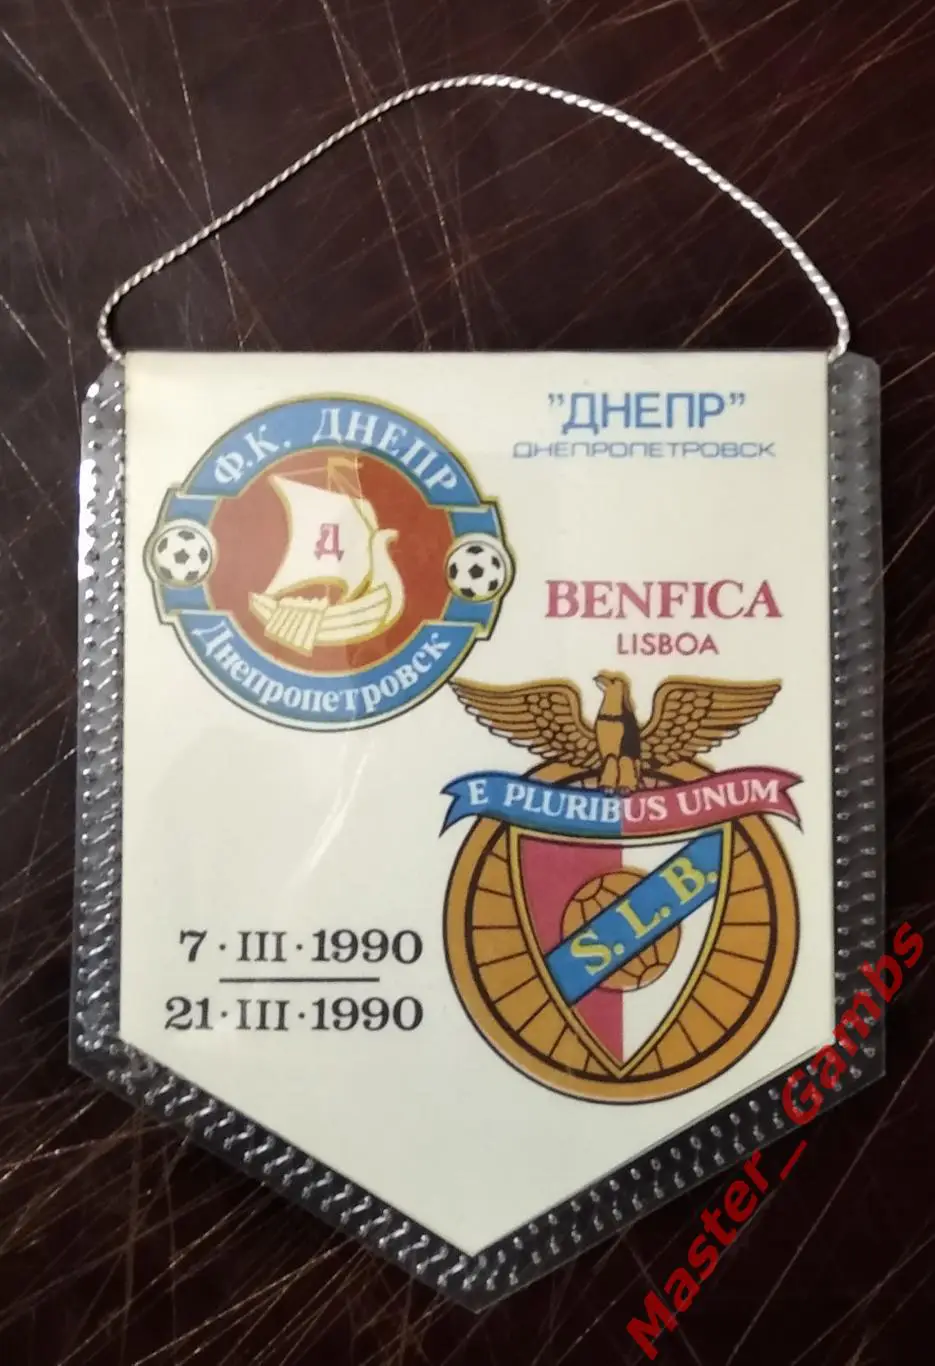 Ф.К. ДНЕПР
Д
Днепропетровск
"ДНЕПР"
ДНЕПРОПЕТРОВСК
BENFICA
LISBOA
E PLURIBUS UNUM
S.L.B.
7·III·1990
21·III·1990
Master_Gambs